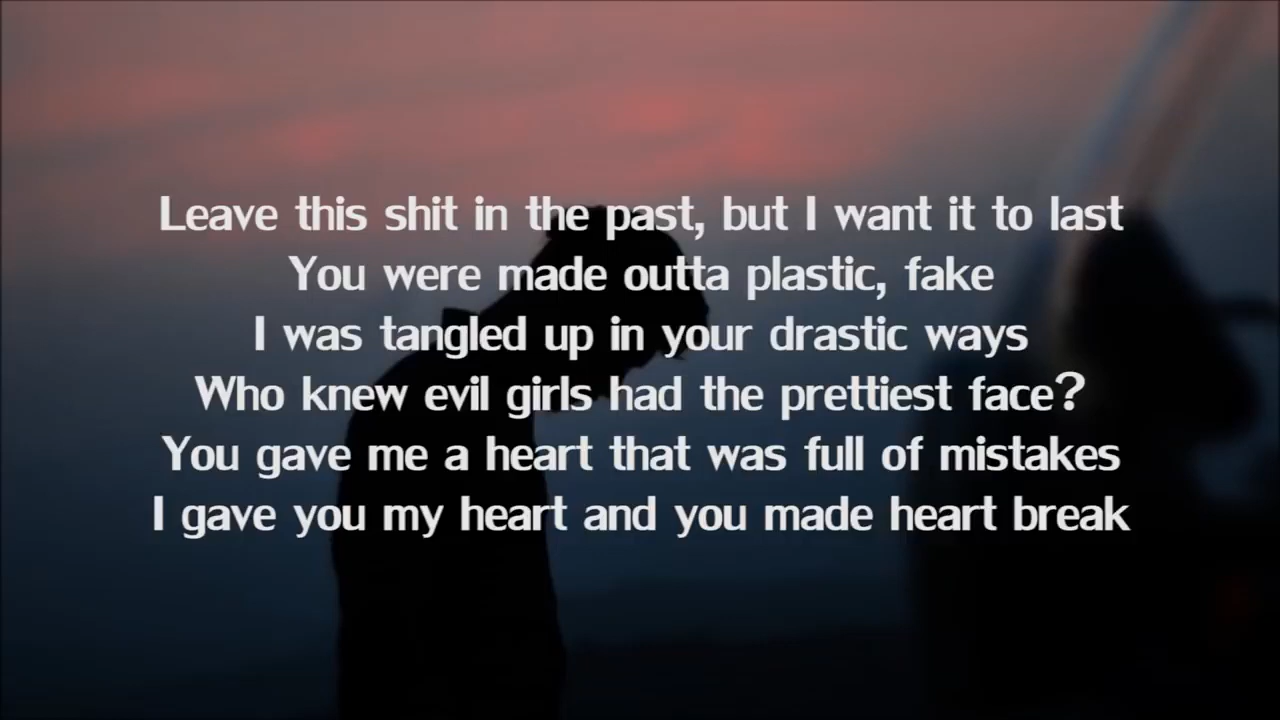 Leave this shit in the past, but I want it to last
You were made outta plastic, fake
I was tangled up in your drastic ways
Who knew evil girls had the prettiest face?
You gave me a heart that was full of mistakes
I gave you my heart and you made heart break